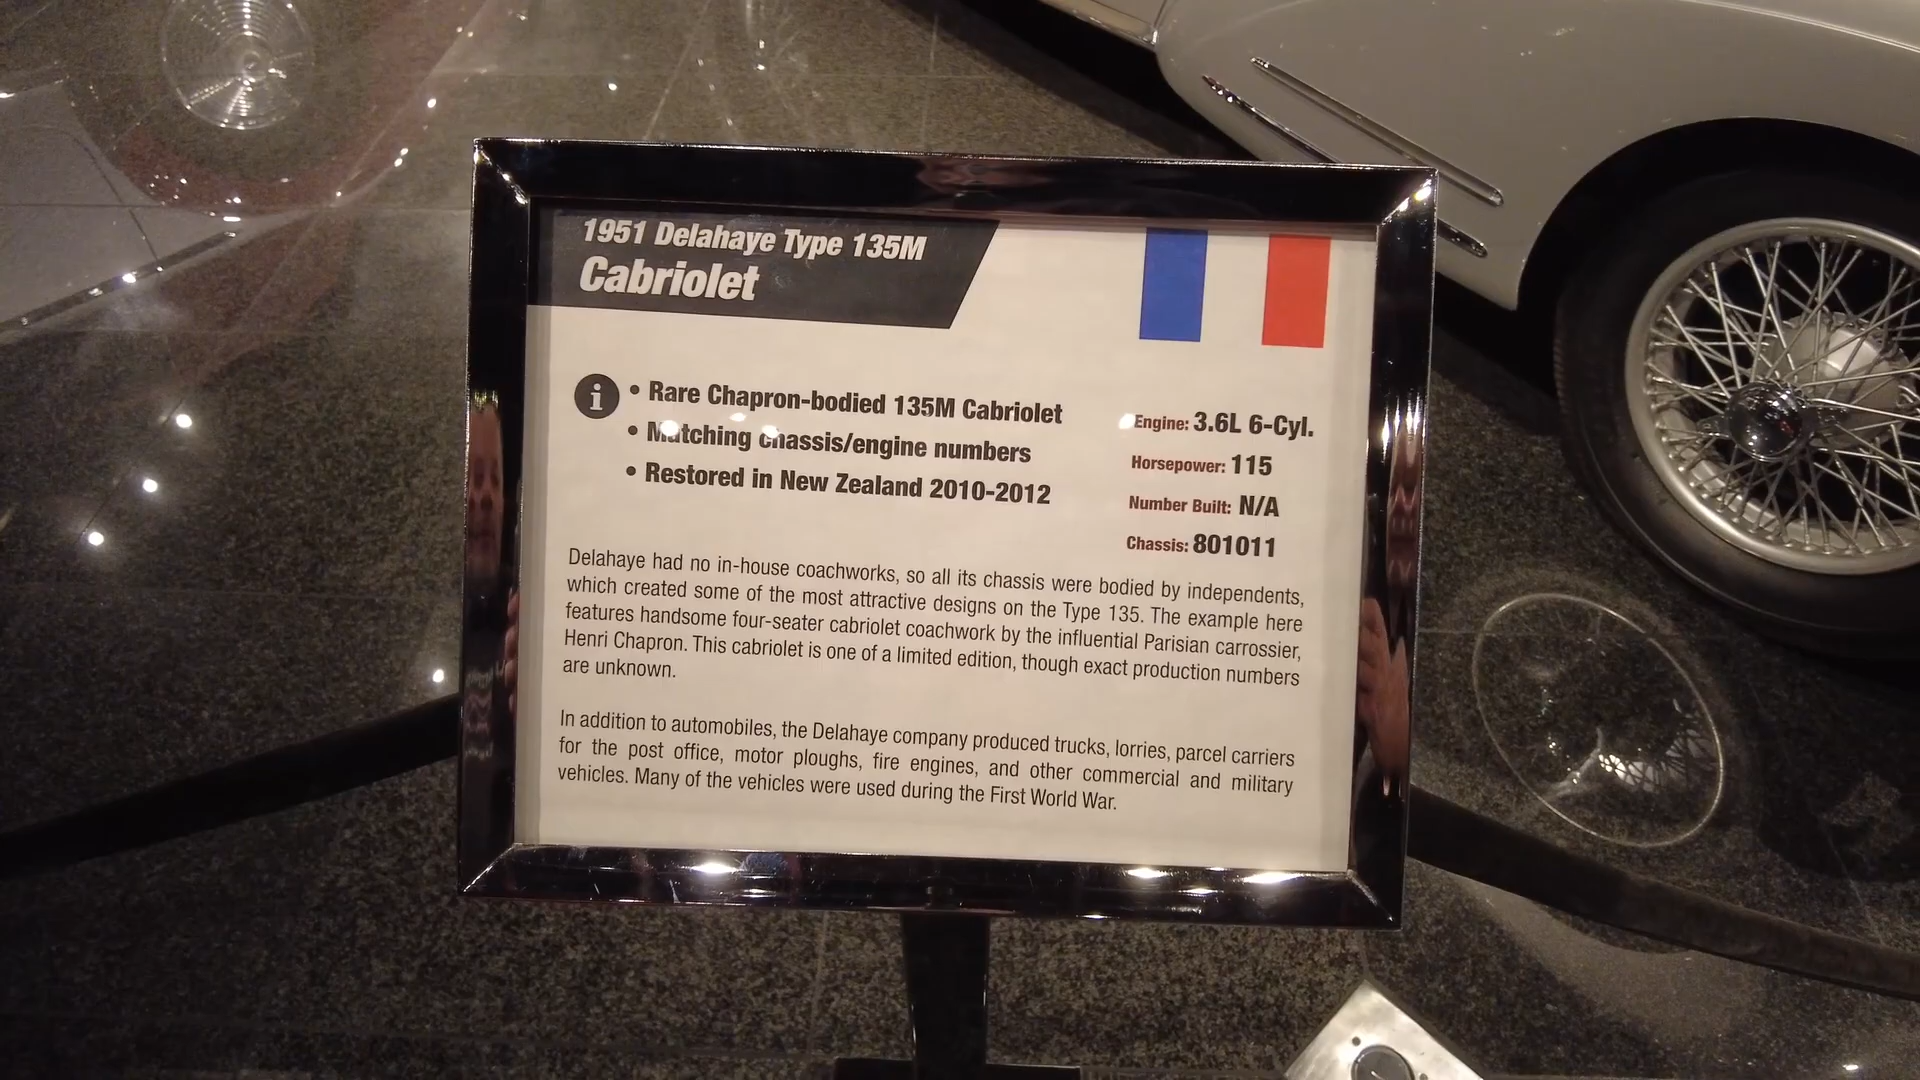 1951 Delahaye Type 135M
Cabriolet
• Rare Chapron-bodied 135M Cabriolet
• Matching chassis/engine numbers
• Restored in New Zealand 2010-2012
Engine: 3.6L 6-Cyl.
Horsepower: 115
Number Built: N/A
Chassis: 801011
Delahaye had no in-house coachworks, so all its chassis were bodied by independents,
which created some of the most attractive designs on the Type 135. The example here
features handsome four-seater cabriolet coachwork by the influential Parisian carrossier,
Henri Chapron. This cabriolet is one of a limited edition, though exact production numbers
are unknown.
In addition to automobiles, the Delahaye company produced trucks, lorries, parcel carriers
for the post office, motor ploughs, fire engines, and other commercial and military
vehicles. Many of the vehicles were used during the First World War.